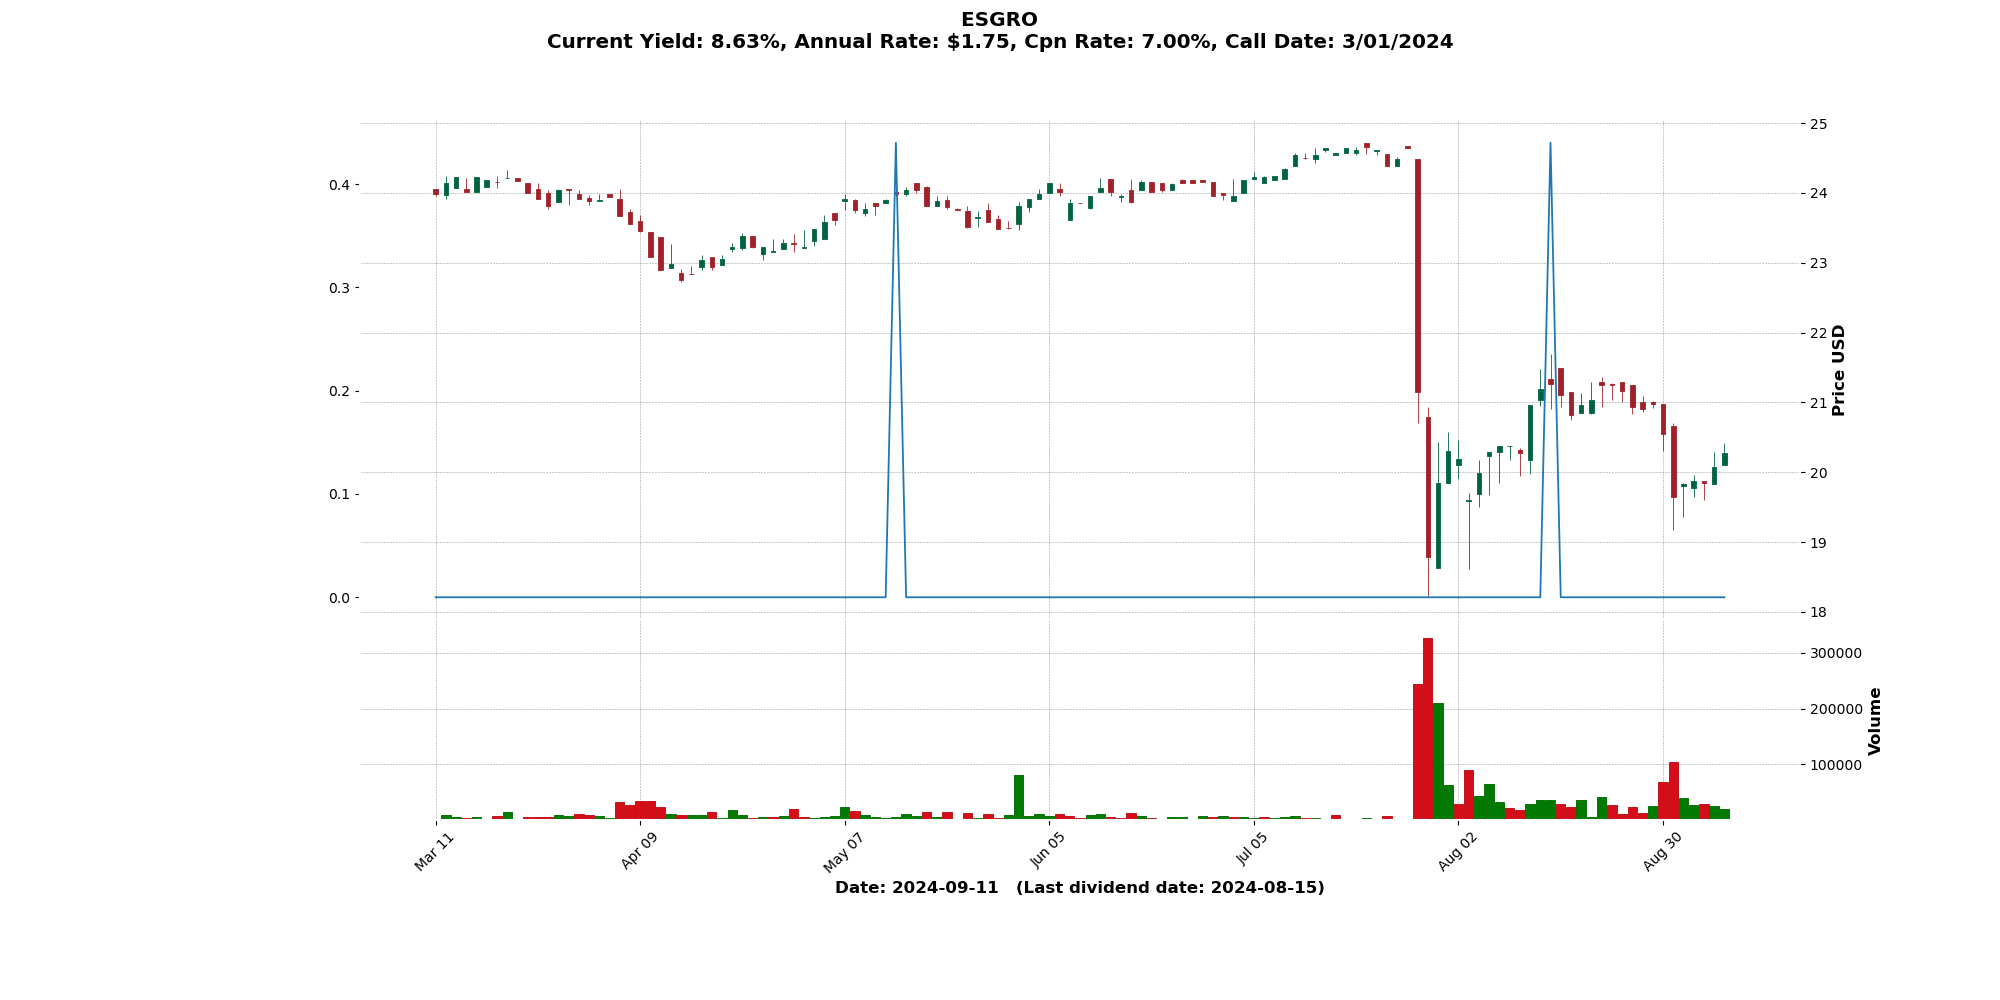 ESGRO
Current Yield: 8.63%, Annual Rate: $1.75, Cpn Rate: 7.00%, Call Date: 3/01/2024
0.4
0.3
0.2
0.1
0.0
25
24
23
22
21
20
19
18
Price USD
300000
200000
100000
Volume
Mar 11
Apr 09
May 07
Jun 05
Jul 05
Aug 02
Aug 30
Date: 2024-09-11 (Last dividend date: 2024-08-15)